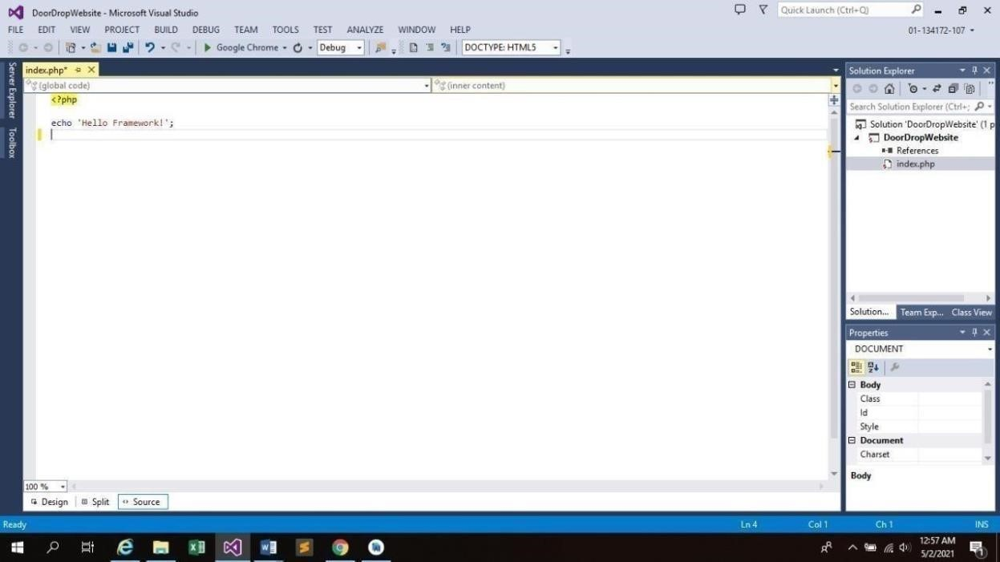 DoorDropWebsite - Microsoft Visual Studio
Quick Launch (Ctrl+Q)
FILE EDIT VIEW PROJECT BUILD DEBUG TEAM TOOLS TEST ANALYZE WINDOW HELP
01-134172-107
Google Chrome Debug DOCTYPE: HTML5
Server Explorer
Toolbox
index.php*
(global code) (inner content)
<?php
echo 'Hello Framework!';
100 %
Design Split Source
Solution Explorer
Search Solution Explorer (Ctrl+;
Solution 'DoorDropWebsite' (1 p
DoorDropWebsite
References
index.php
Solution... Team Exp... Class View
Properties
DOCUMENT
Body
Class
Id
Style
Document
Charset
Body
Ready Ln 4 Col 1 Ch 1 INS
12:57 AM
5/2/2021
1